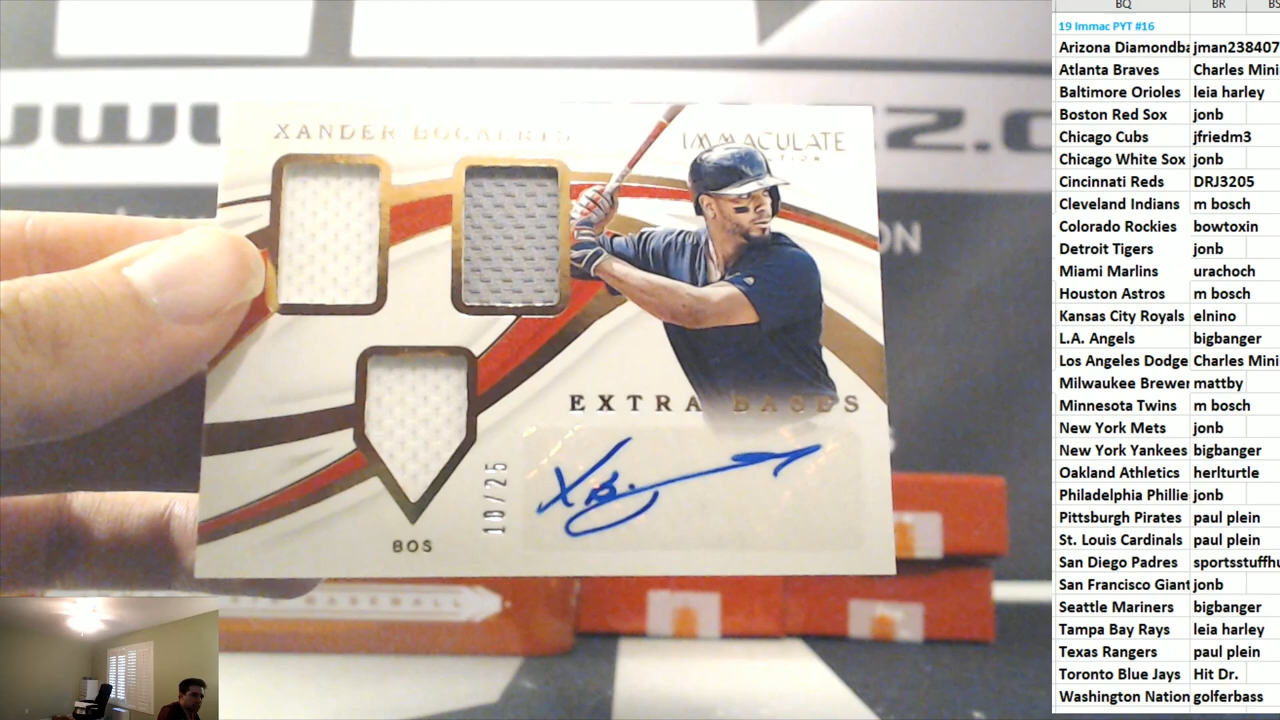 BQ BR BS
19 Immac PYT #16
Arizona Diamondba jman238407
Atlanta Braves Charles Mini
Baltimore Orioles leia harley
Boston Red Sox jonb
Chicago Cubs jfriedm3
Chicago White Sox jonb
Cincinnati Reds DRJ3205
Cleveland Indians m bosch
Colorado Rockies bowtoxin
Detroit Tigers jonb
Miami Marlins urachoch
Houston Astros m bosch
Kansas City Royals elnino
L.A. Angels bigbanger
Los Angeles Dodge Charles Mini
Milwaukee Brewer mattby
Minnesota Twins m bosch
New York Mets jonb
New York Yankees bigbanger
Oakland Athletics herlturtle
Philadelphia Phillie jonb
Pittsburgh Pirates paul plein
St. Louis Cardinals paul plein
San Diego Padres sportsstuffhu
San Francisco Giant jonb
Seattle Mariners bigbanger
Tampa Bay Rays leia harley
Texas Rangers paul plein
Toronto Blue Jays Hit Dr.
Washington Nation golferbass
XANDER BOGAERTS
IMMACULATE
EXTRA BASES
10/25
XB.
BOS
BASEBALL